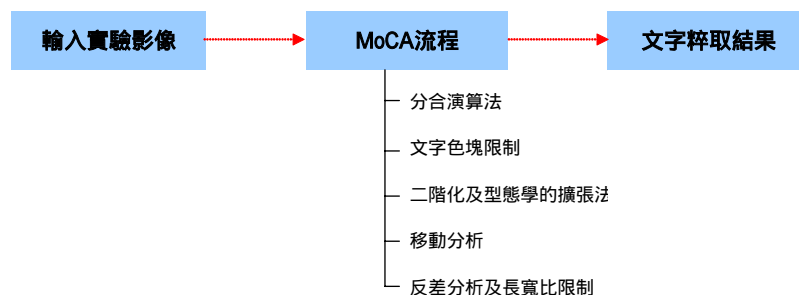 輸入實驗影像
MoCA流程
文字粹取結果
分合演算法
文字色塊限制
二階化及型態學的擴張法
移動分析
反差分析及長寬比限制